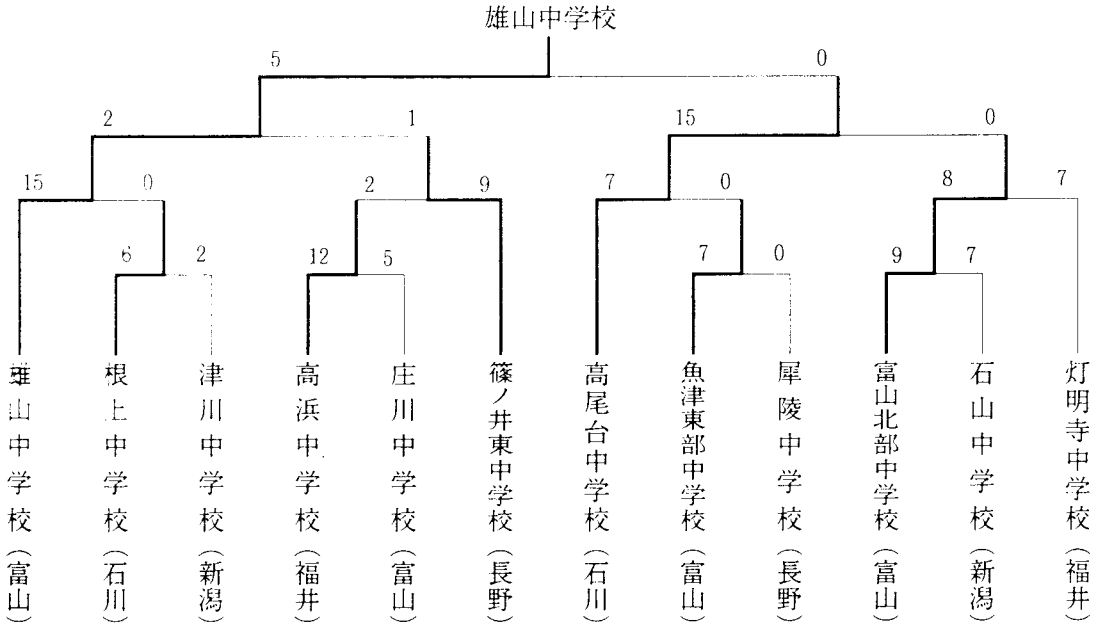 雄山中学校
5 0
2 1 15 0
15 0 2 9 7 0 8 7
6 2 12 5 7 0 9 7
雄山中学校(富山)
根上中学校(石川)
津川中学校(新潟)
高浜中学校(福井)
庄川中学校(富山)
篠ノ井東中学校(長野)
高尾台中学校(石川)
魚津東部中学校(富山)
犀陵中学校(長野)
富山北部中学校(富山)
石山中学校(新潟)
灯明寺中学校(福井)